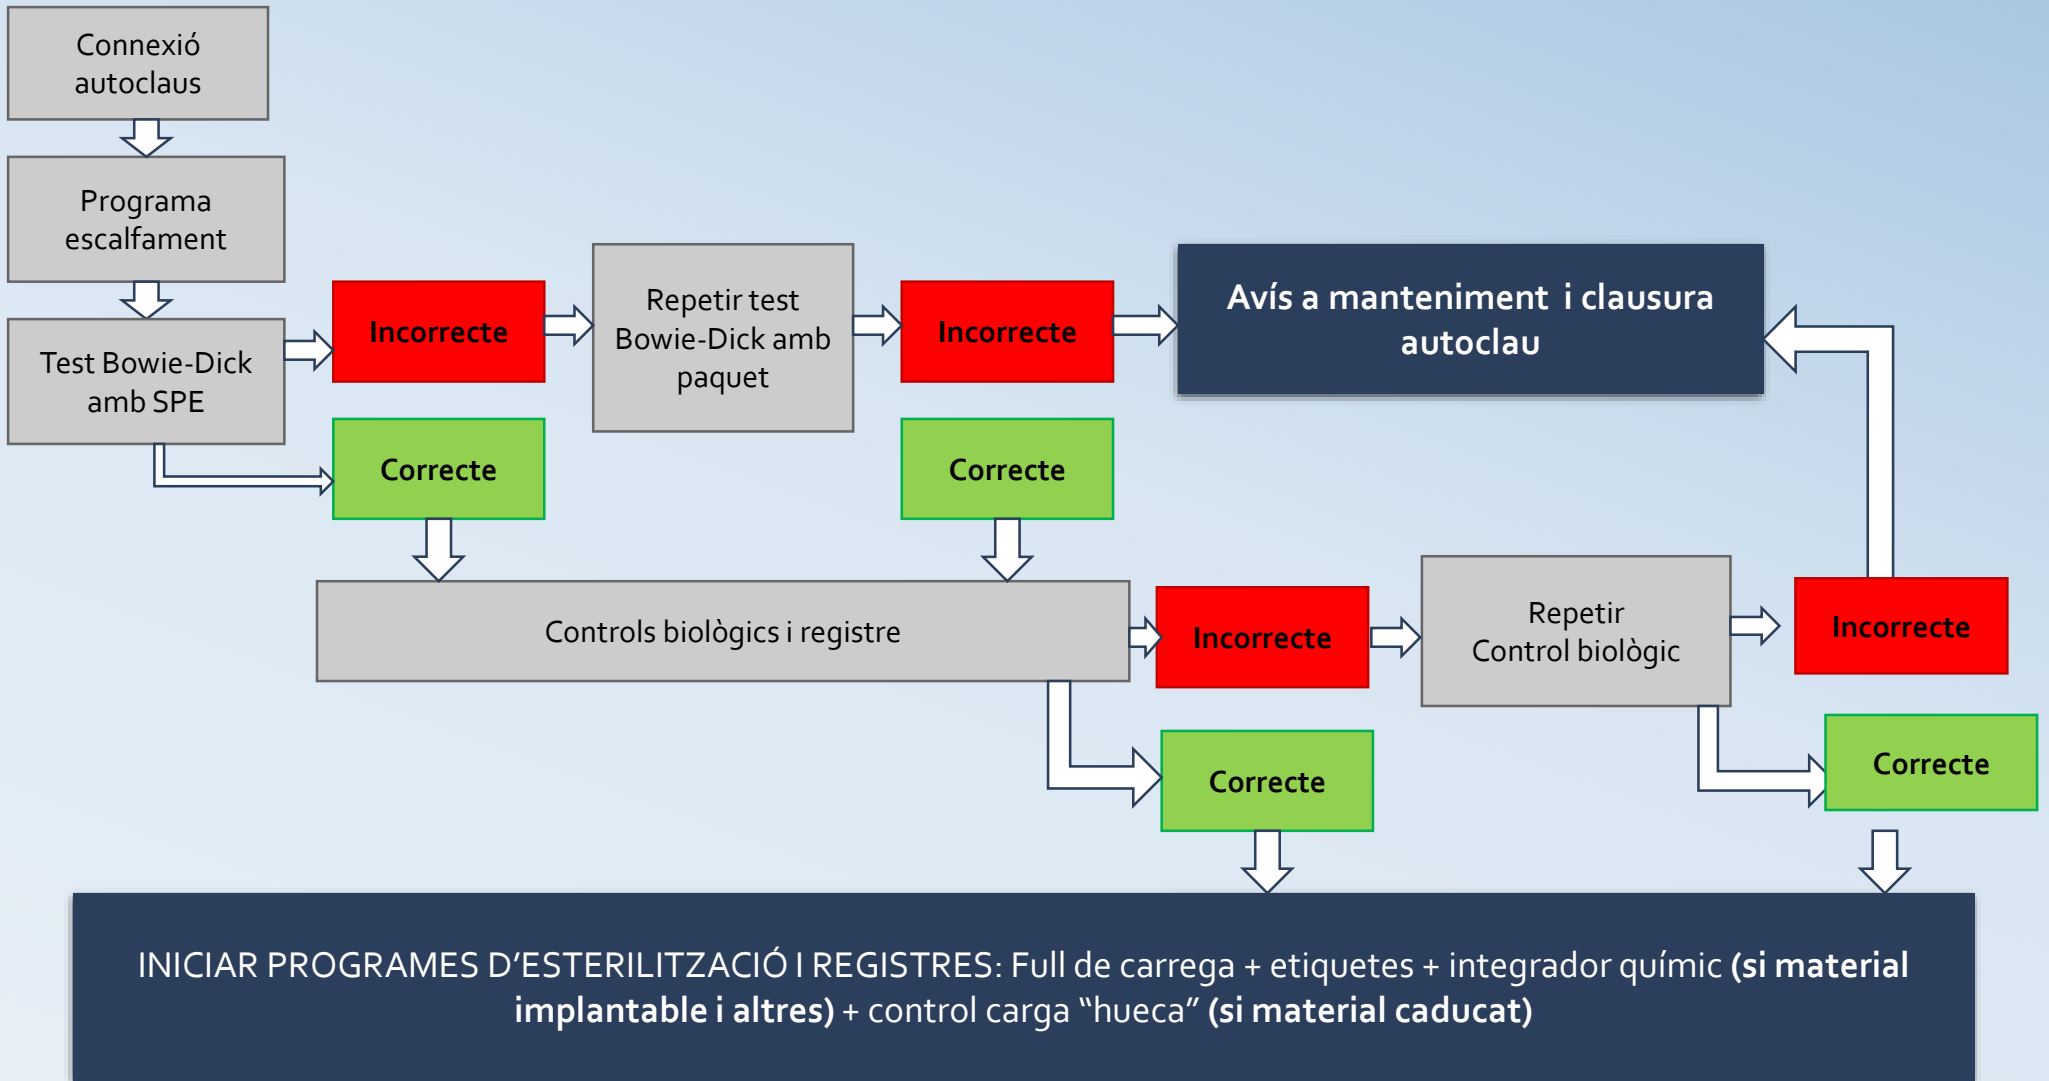 Connexió
autoclaus
Programa
escalfament
Test Bowie-Dick
amb SPE
Incorrecte
Correcte
Repetir test
Bowie-Dick amb
paquet
Incorrecte
Correcte
Avís a manteniment i clausura
autoclau
Controls biològics i registre
Incorrecte
Correcte
Repetir
Control biològic
Incorrecte
Correcte
INICIAR PROGRAMES D'ESTERILITZACIÓ I REGISTRES: Full de carrega + etiquetes + integrador químic (si material
implantable i altres) + control carga “hueca” (si material caducat)